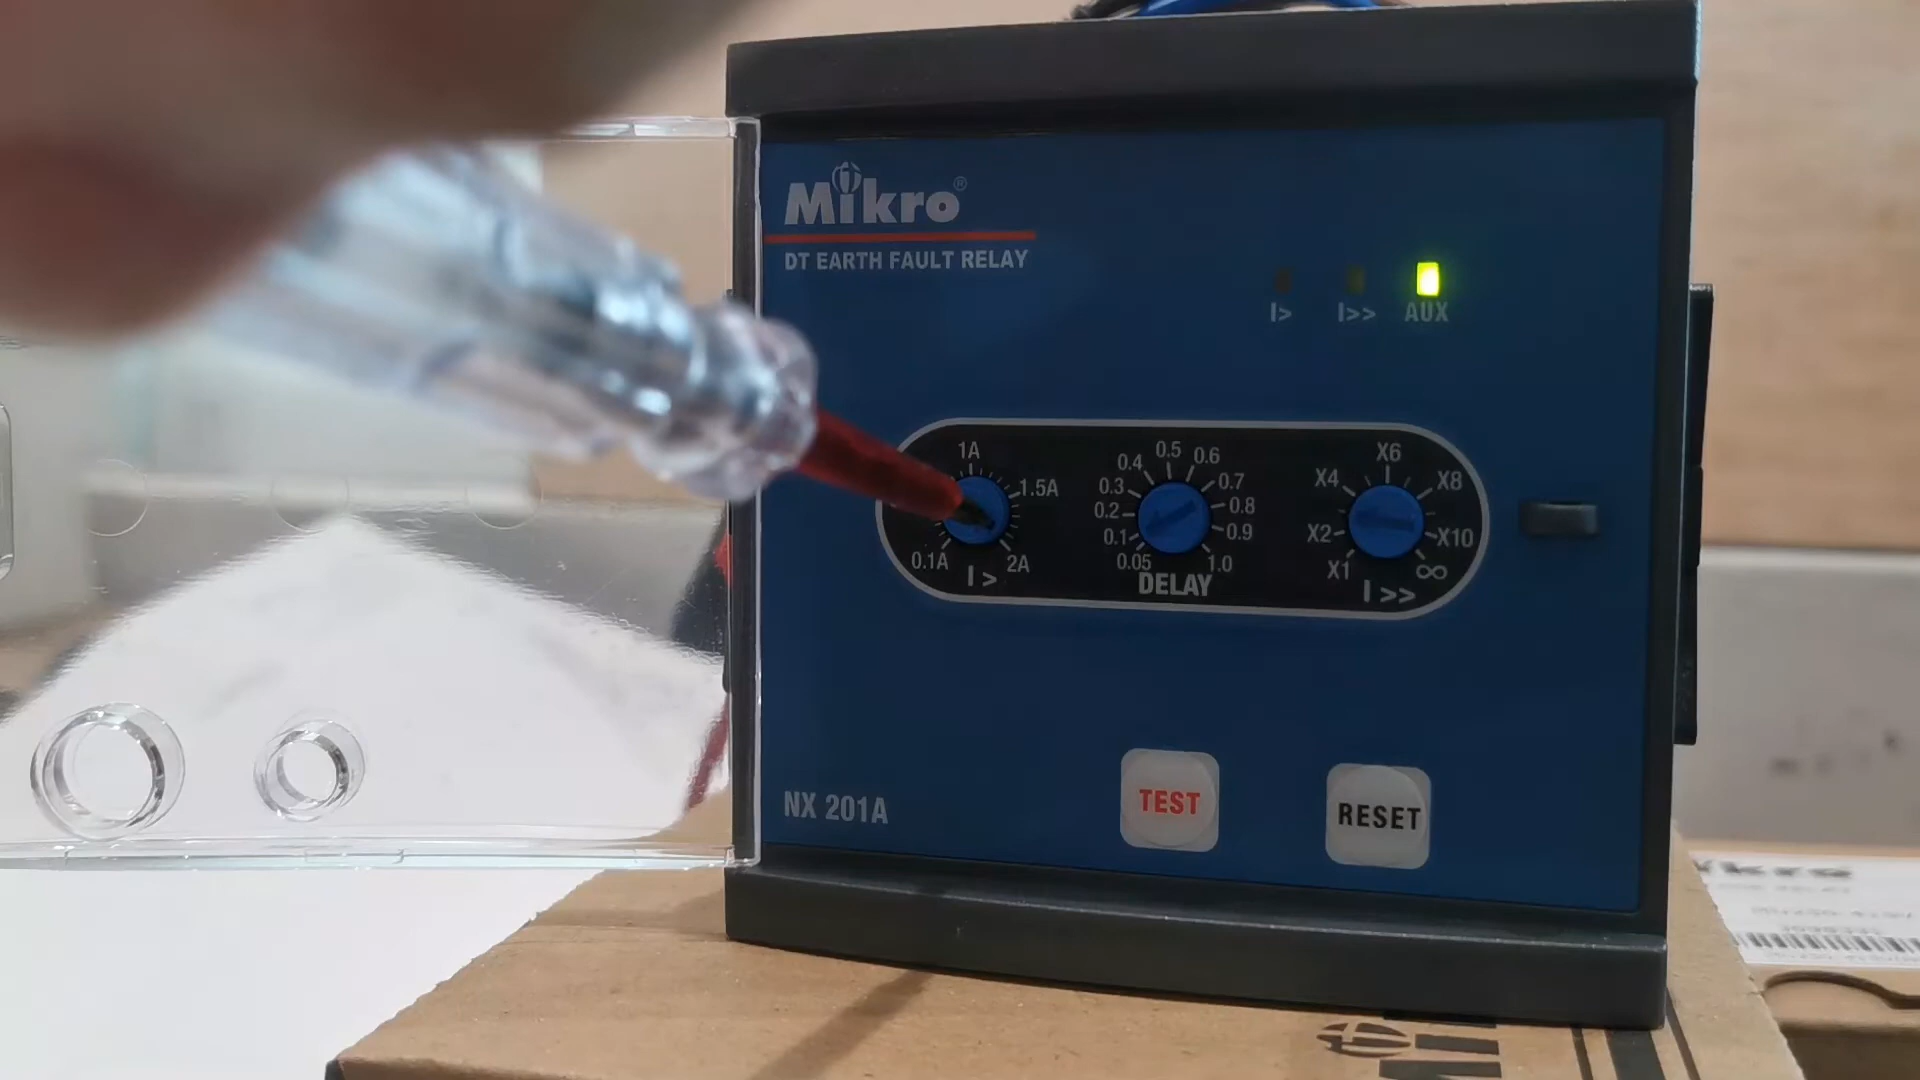 Mikro®
DT EARTH FAULT RELAY
I> I>> AUX
1A
1.5A
0.1A
2A
I >
0.5
0.4 0.6
0.3 0.7
0.2 0.8
0.1 0.9
0.05 1.0
DELAY
X6
X4 X8
X2 X10
X1 ∞
I >>
NX 201A
TEST
RESET